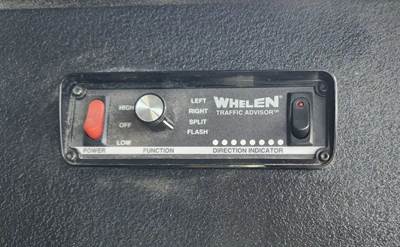 HIGH
OFF
LOW
LEFT
RIGHT
SPLIT
FLASH
WHELEN
TRAFFIC ADVISOR™
POWER FUNCTION DIRECTION INDICATOR